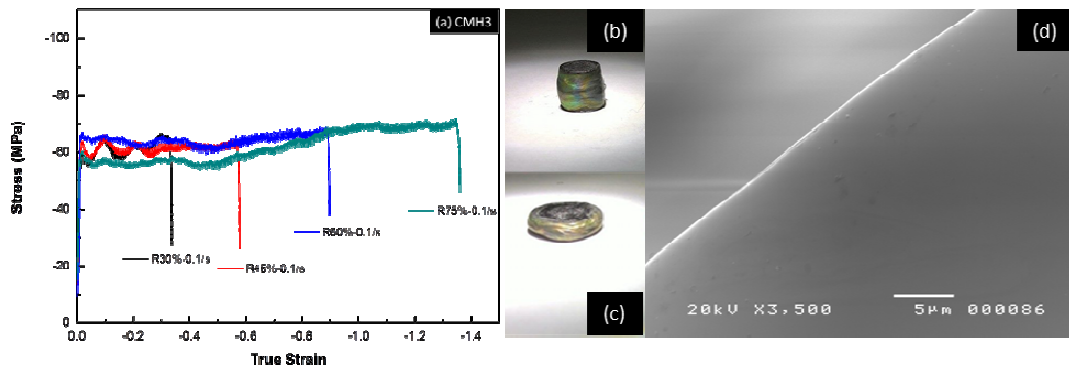 (a) CMH3
-100
-80
-60
-40
-20
0
Stress (MPa)
R30%-0.1/s
R45%-0.1/s
R60%-0.1/s
R75%-0.1/s
0.0 -0.2 -0.4 -0.6 -0.8 -1.0 -1.2 -1.4
True Strain
(b)
(c)
(d)
20kV X3,500 5μm 000086